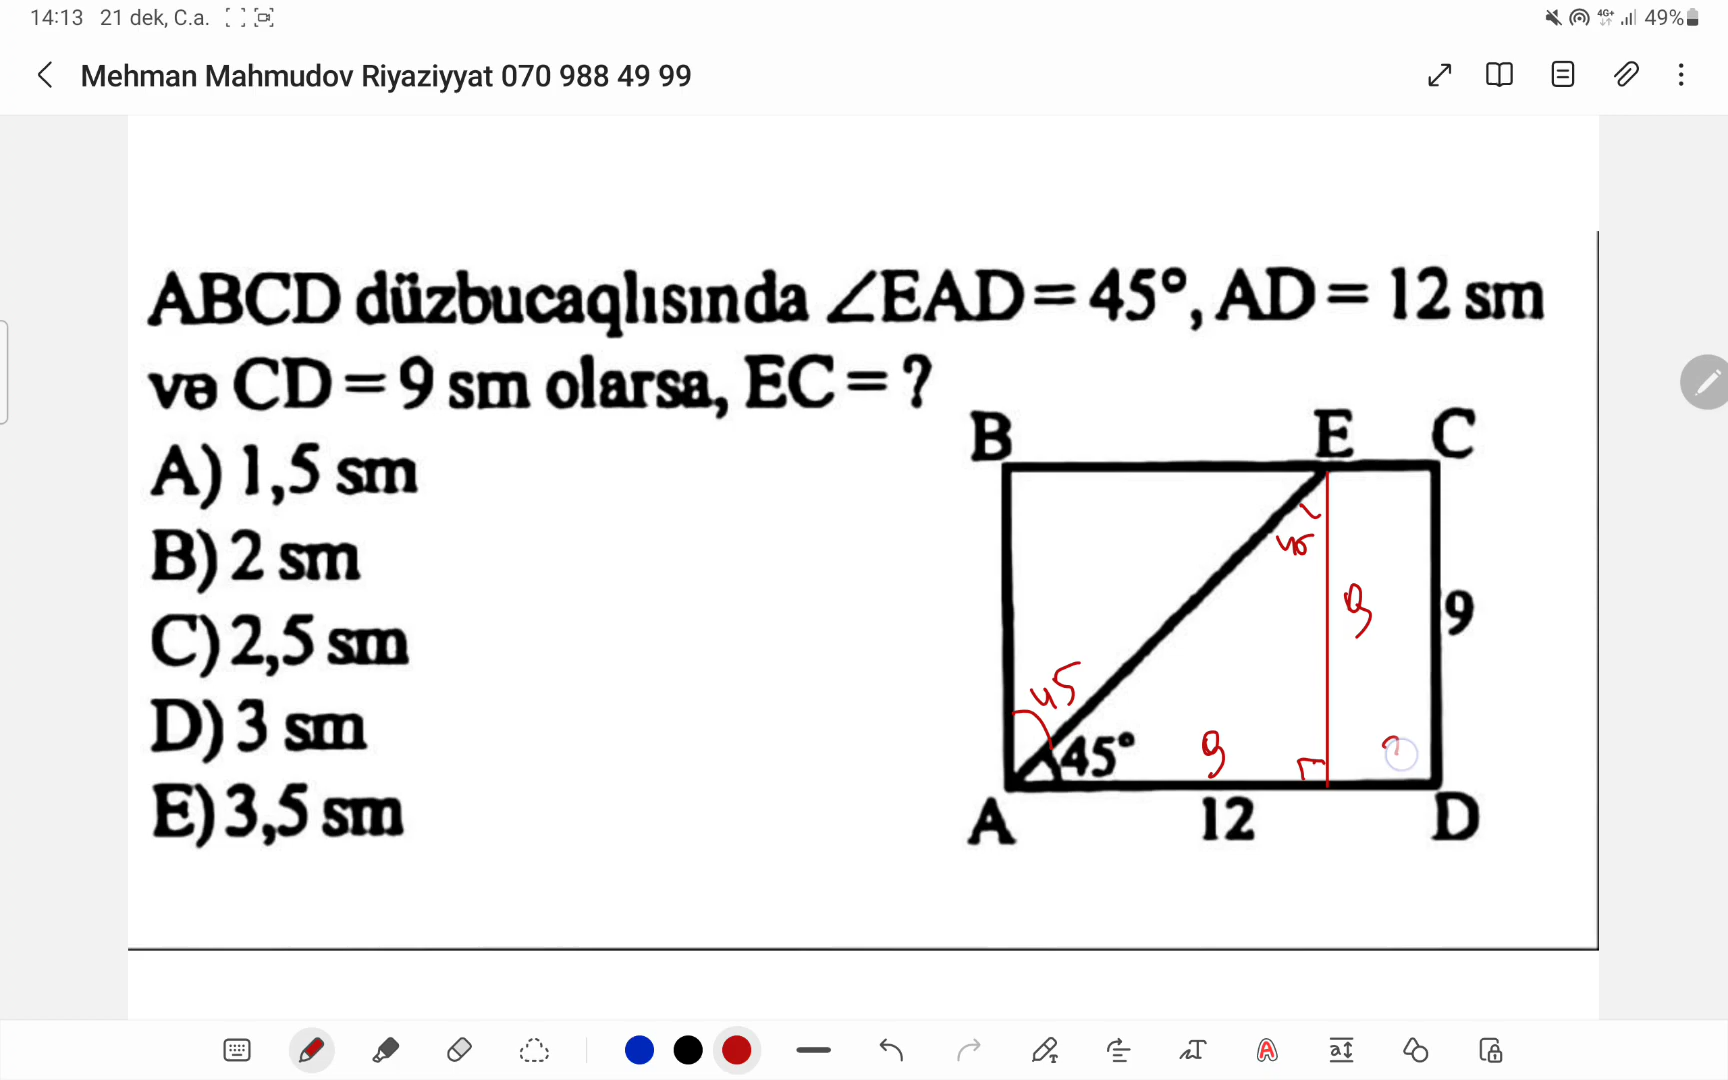 14:13 21 dek, C.a.
4G+ 49%
Mehman Mahmudov Riyaziyyat 070 988 49 99
ABCD düzbucaqlısında ∠EAD = 45°, AD = 12 sm
və CD = 9 sm olarsa, EC = ?
A) 1,5 sm
B) 2 sm
C) 2,5 sm
D) 3 sm
E) 3,5 sm
B E C
45
9 9
45
45° 9
A 12 D